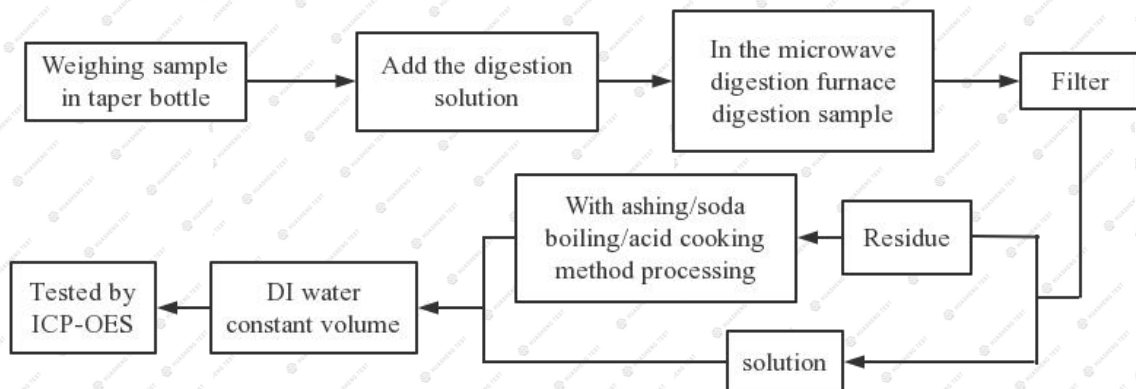 Weighing sample
in taper bottle
Add the digestion
solution
In the microwave
digestion furnace
digestion sample
Filter
With ashing/soda
boiling/acid cooking
method processing
Residue
Tested by
ICP-OES
DI water
constant volume
solution